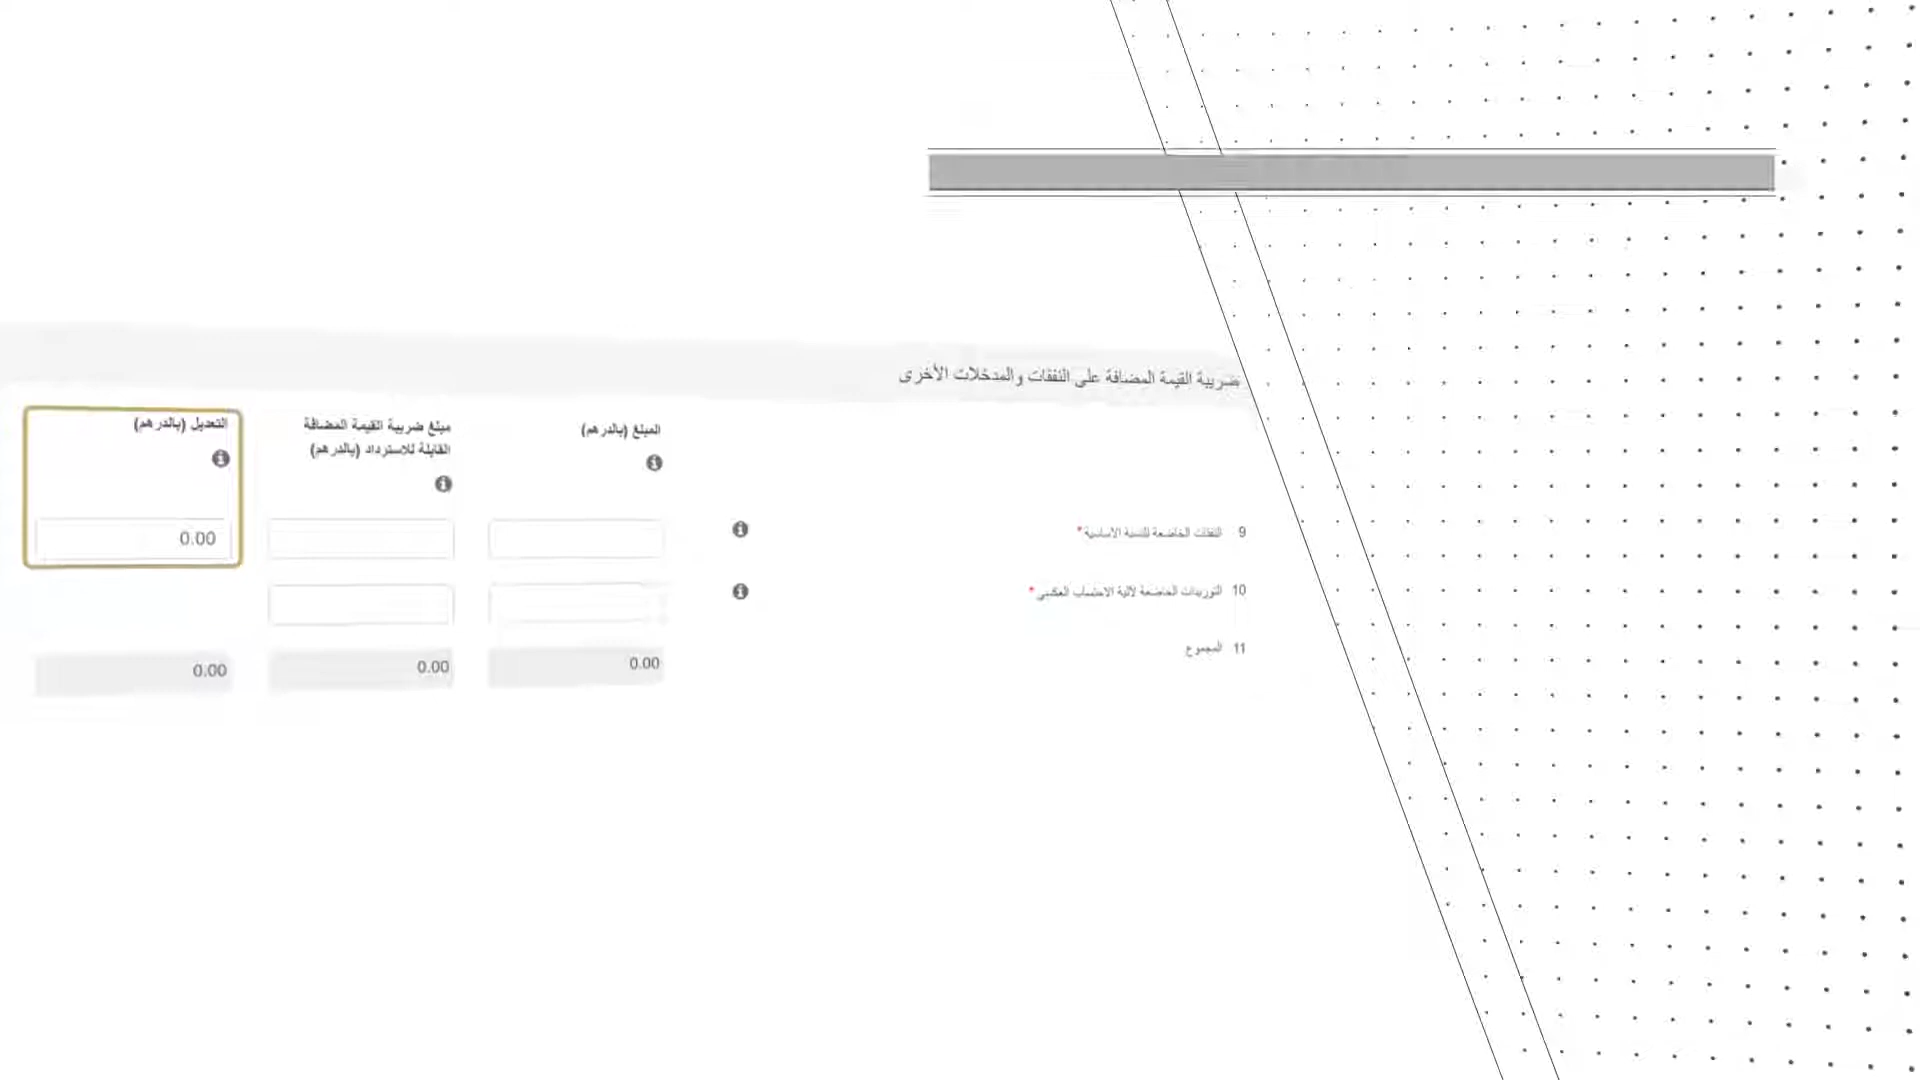 ضريبة القيمة المضافة على النفقات والمدخلات الأخرى
المبلغ (بالدرهم)
مبلغ ضريبة القيمة المضافة
القابلة للاسترداد (بالدرهم)
التعديل (بالدرهم)
9 النفقات الخاضعة للنسبة الأساسية * 0.00
10 التوريدات الخاضعة لآلية الاحتساب العكسي *
11 المجموع 0.00 0.00 0.00